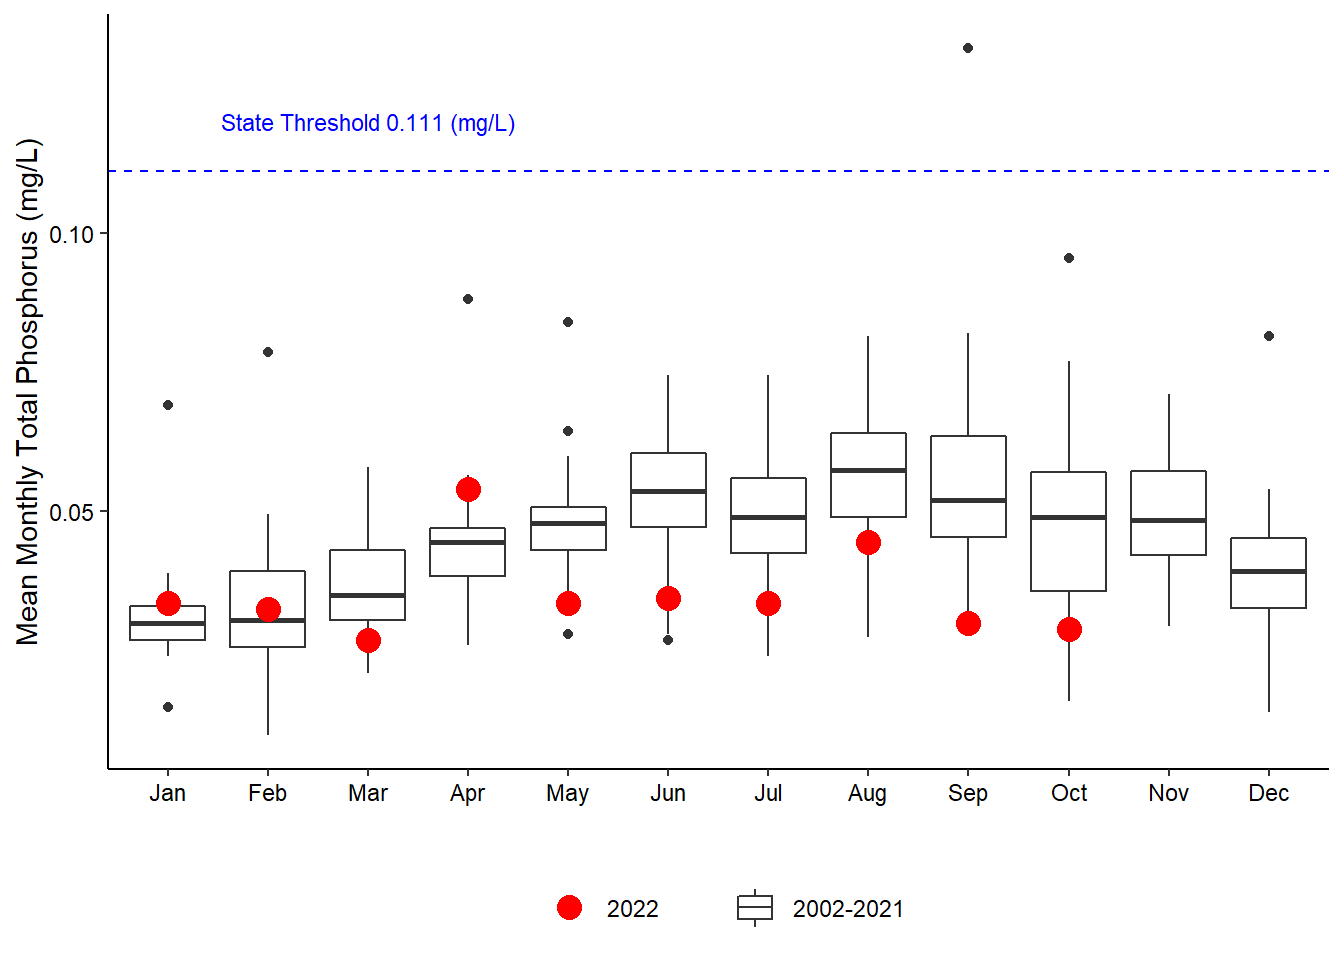 State Threshold 0.111 (mg/L)
Mean Monthly Total Phosphorus (mg/L)
0.10
0.05
Jan Feb Mar Apr May Jun Jul Aug Sep Oct Nov Dec
2022 2002-2021